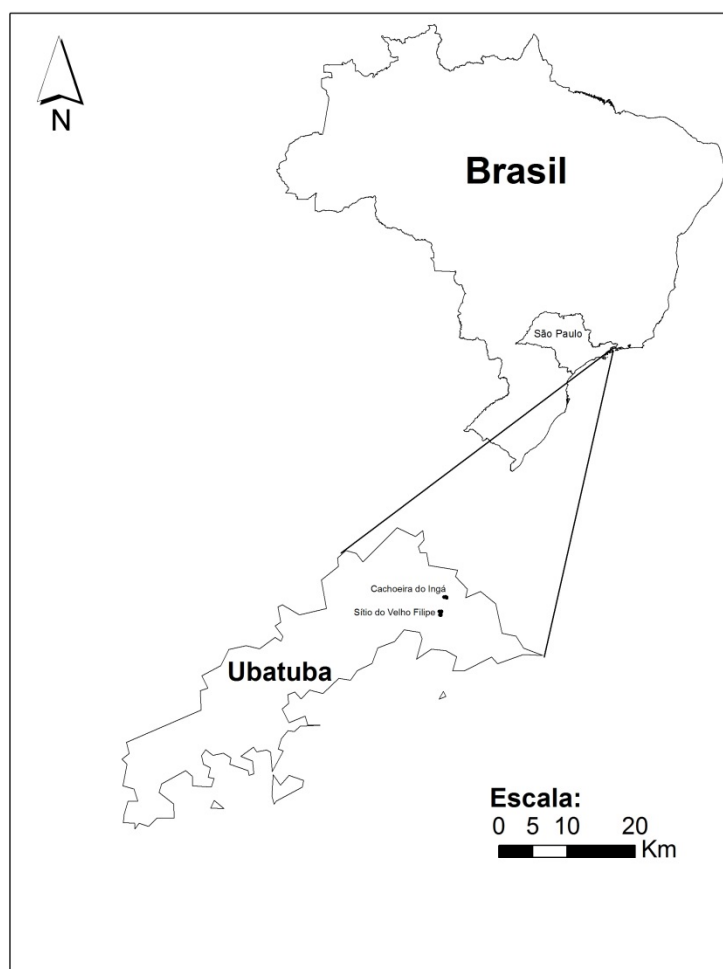 N
Brasil
São Paulo
Cachoeira do Ingá
Sítio do Velho Filipe
Ubatuba
Escala:
0 5 10 20
Km